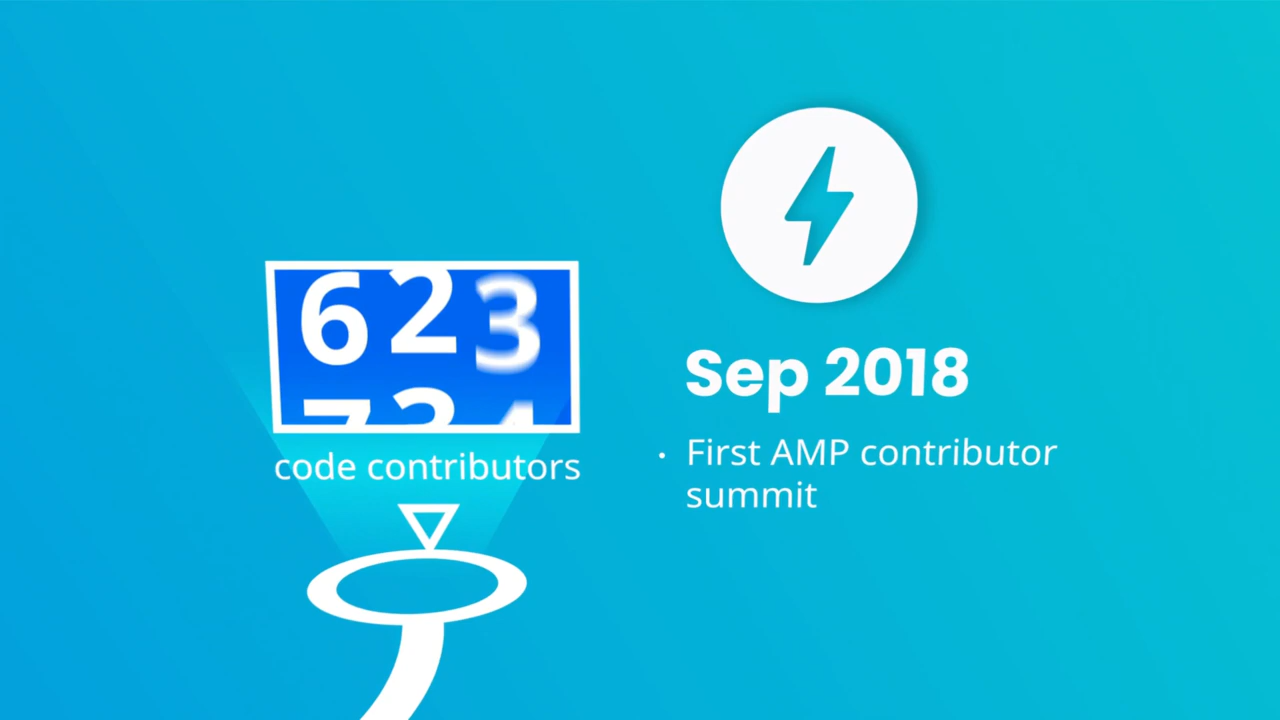 623
code contributors
Sep 2018
· First AMP contributor
summit